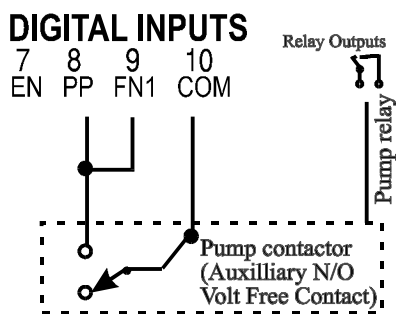 DIGITAL INPUTS
7 8 9 10
EN PP FN1 COM
Relay Outputs
Pump relay
Pump contactor
(Auxilliary N/O
Volt Free Contact)